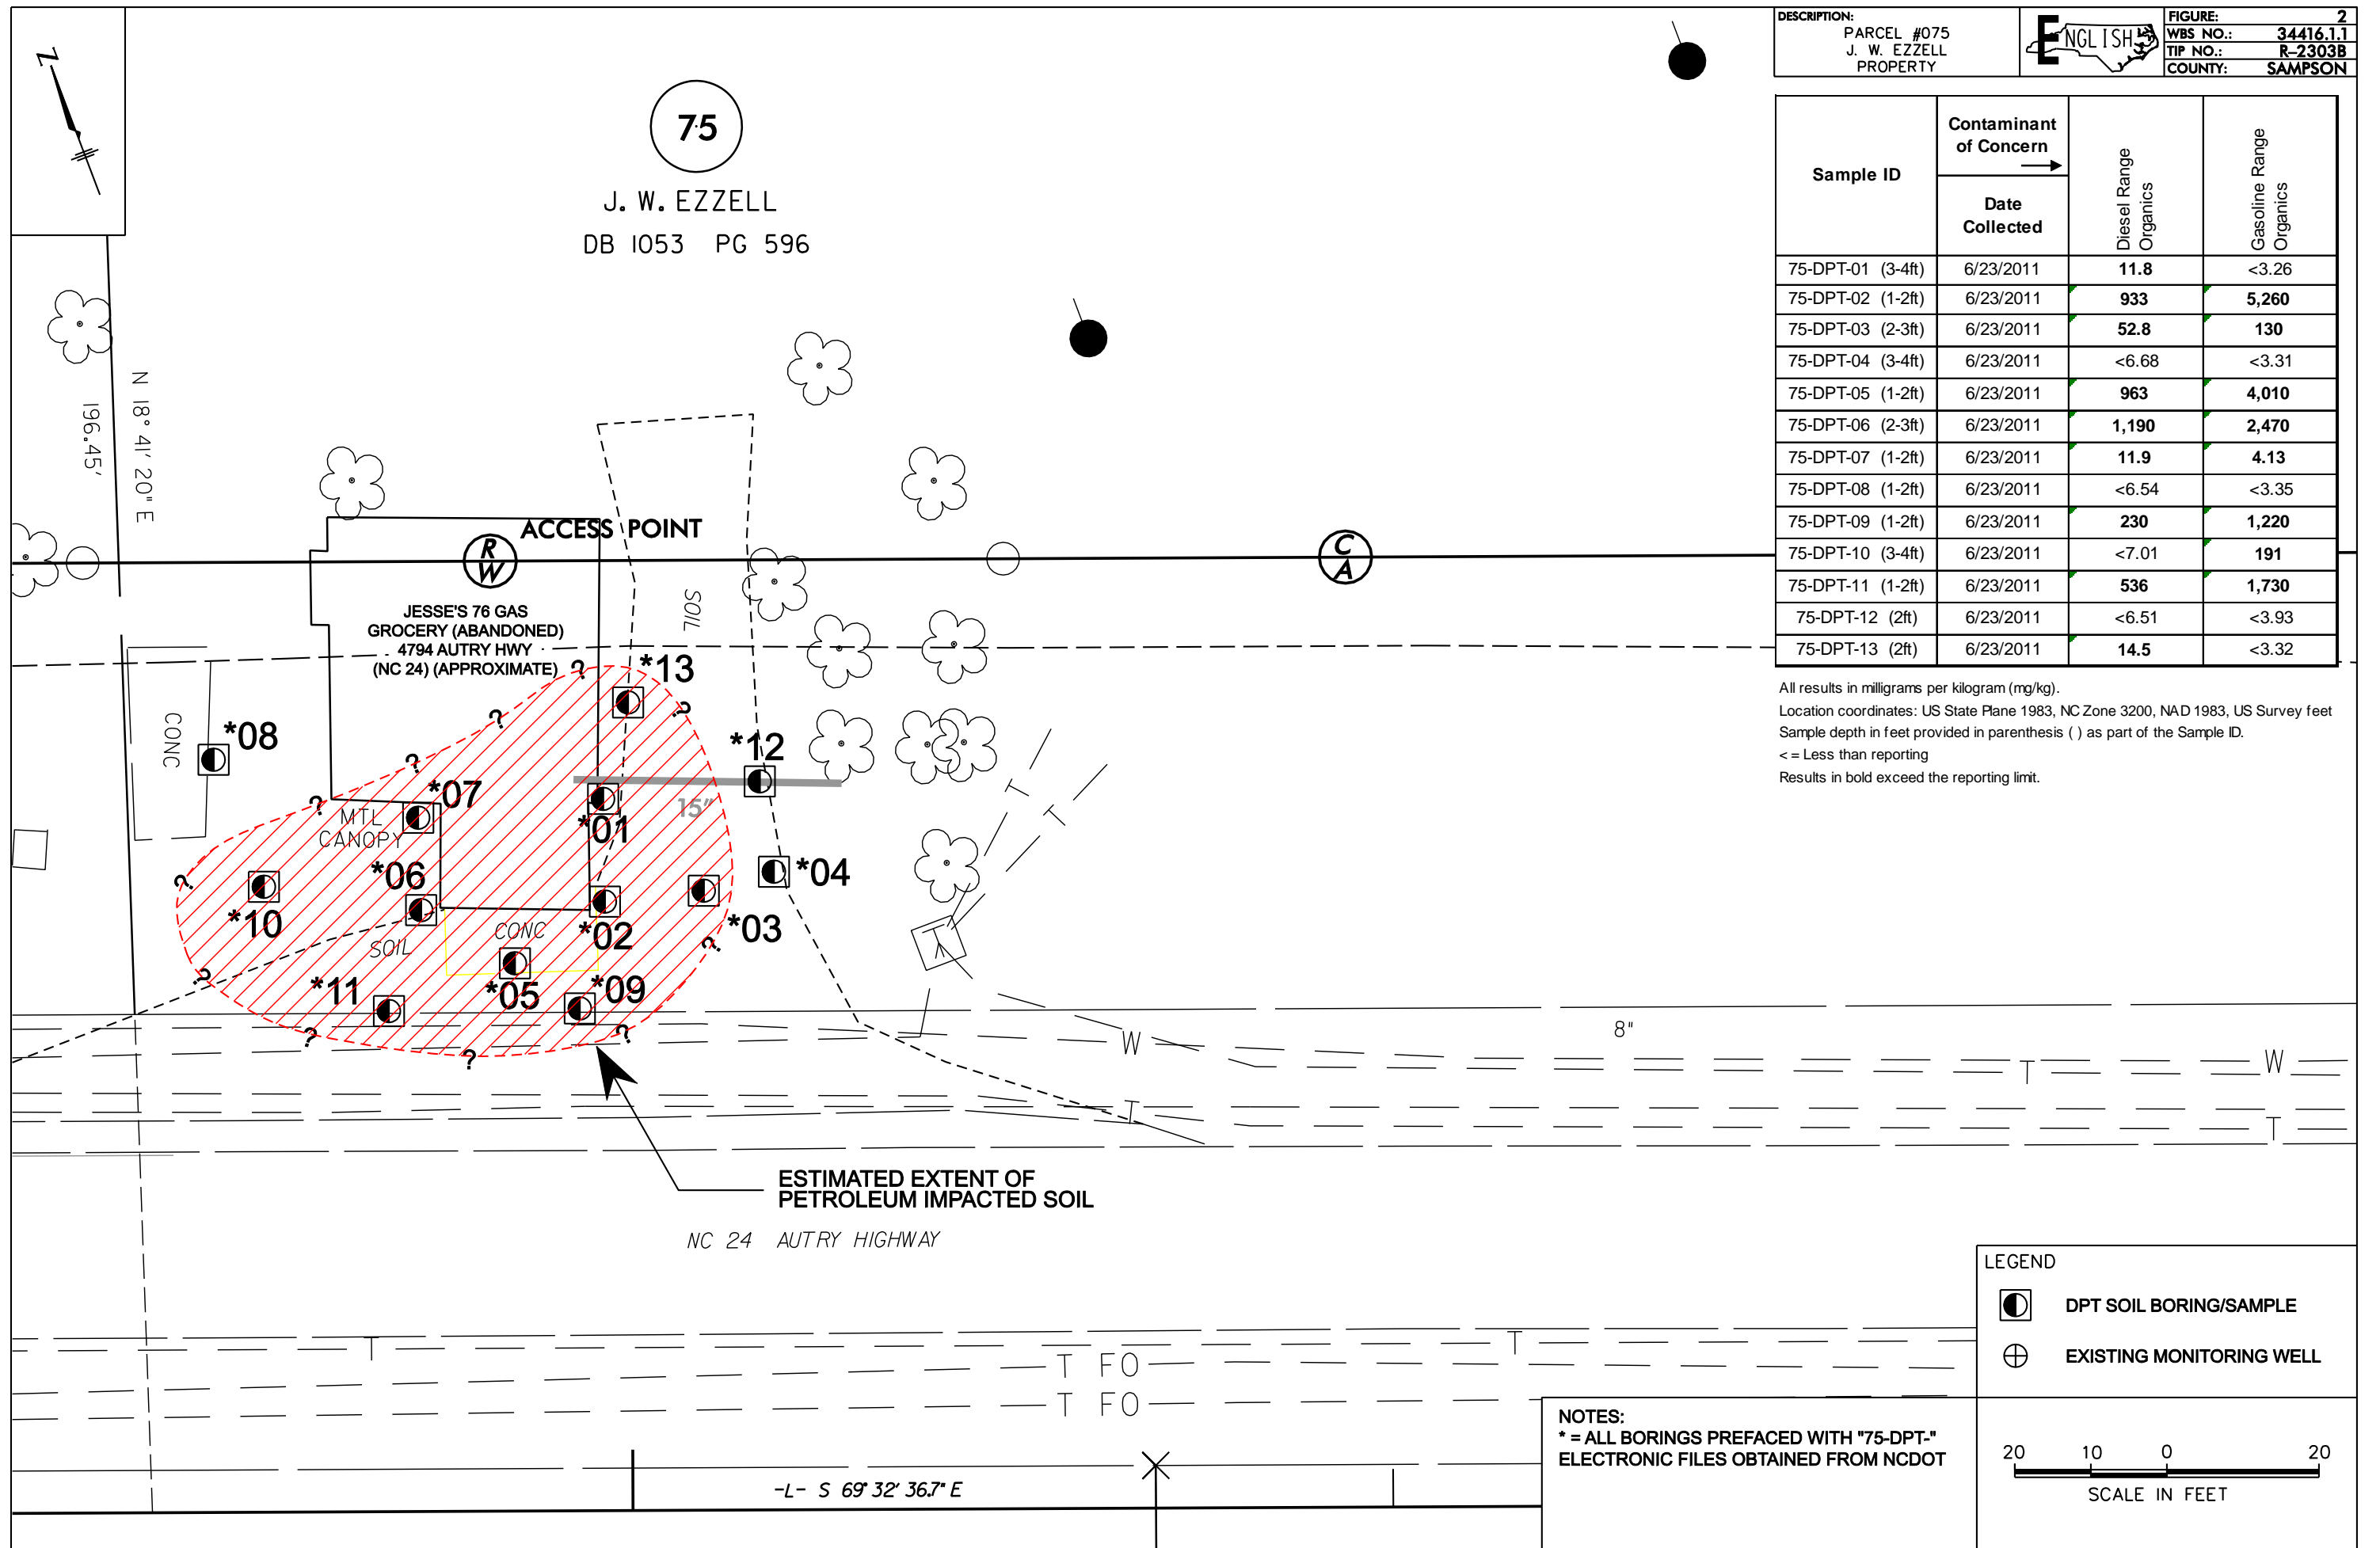 DESCRIPTION:
PARCEL #075
J. W. EZZELL
PROPERTY
ENGLISH
FIGURE: 2
WBS NO.: 34416.1.1
TIP NO.: R-2303B
COUNTY: SAMPSON
Z
75
J. W. EZZELL
DB 1053 PG 596
Sample ID
Contaminant
of Concern
Date
Collected
Diesel Range
Organics
Gasoline Range
Organics
75-DPT-01 (3-4ft) 6/23/2011 11.8 <3.26
75-DPT-02 (1-2ft) 6/23/2011 933 5,260
75-DPT-03 (2-3ft) 6/23/2011 52.8 130
75-DPT-04 (3-4ft) 6/23/2011 <6.68 <3.31
75-DPT-05 (1-2ft) 6/23/2011 963 4,010
75-DPT-06 (2-3ft) 6/23/2011 1,190 2,470
75-DPT-07 (1-2ft) 6/23/2011 11.9 4.13
75-DPT-08 (1-2ft) 6/23/2011 <6.54 <3.35
75-DPT-09 (1-2ft) 6/23/2011 230 1,220
75-DPT-10 (3-4ft) 6/23/2011 <7.01 191
75-DPT-11 (1-2ft) 6/23/2011 536 1,730
75-DPT-12 (2ft) 6/23/2011 <6.51 <3.93
75-DPT-13 (2ft) 6/23/2011 14.5 <3.32
All results in milligrams per kilogram (mg/kg).
Location coordinates: US State Plane 1983, NC Zone 3200, NAD 1983, US Survey feet
Sample depth in feet provided in parenthesis ( ) as part of the Sample ID.
< = Less than reporting
Results in bold exceed the reporting limit.
N 18° 41' 20" E
196.45'
ACCESS POINT
R
W
C
A
JESSE'S 76 GAS
GROCERY (ABANDONED)
4794 AUTRY HWY
(NC 24) (APPROXIMATE)
SOIL
CONC
*13
*08
*12
*07
15"
*01
MTL
CANOPY
*06
*04
*10
*03
CONC
*02
SOIL
*11
*05
*09
? ? ? ? ? ? ? ? ? ? ? ?
T T
T
8"
W
W
T
T
T
ESTIMATED EXTENT OF
PETROLEUM IMPACTED SOIL
NC 24 AUTRY HIGHWAY
T
T
T FO
T FO
-L- S 69° 32' 36.7" E
LEGEND
DPT SOIL BORING/SAMPLE
EXISTING MONITORING WELL
NOTES:
* = ALL BORINGS PREFACED WITH "75-DPT-"
ELECTRONIC FILES OBTAINED FROM NCDOT
20 10 0 20
SCALE IN FEET